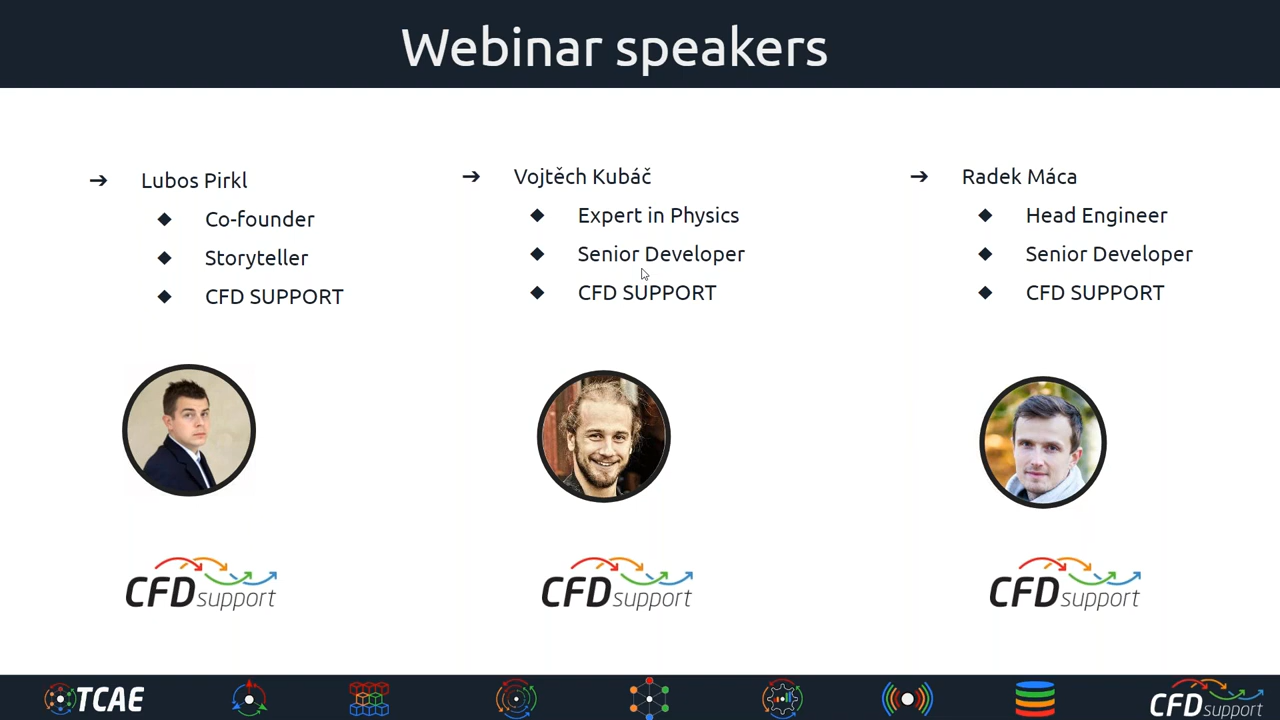 Webinar speakers
➔ Lubos Pirkl
◆ Co-founder
◆ Storyteller
◆ CFD SUPPORT
➔ Vojtěch Kubáč
◆ Expert in Physics
◆ Senior Developer
◆ CFD SUPPORT
➔ Radek Máca
◆ Head Engineer
◆ Senior Developer
◆ CFD SUPPORT
CFD support
CFD support
CFD support
TCAE
CFD support